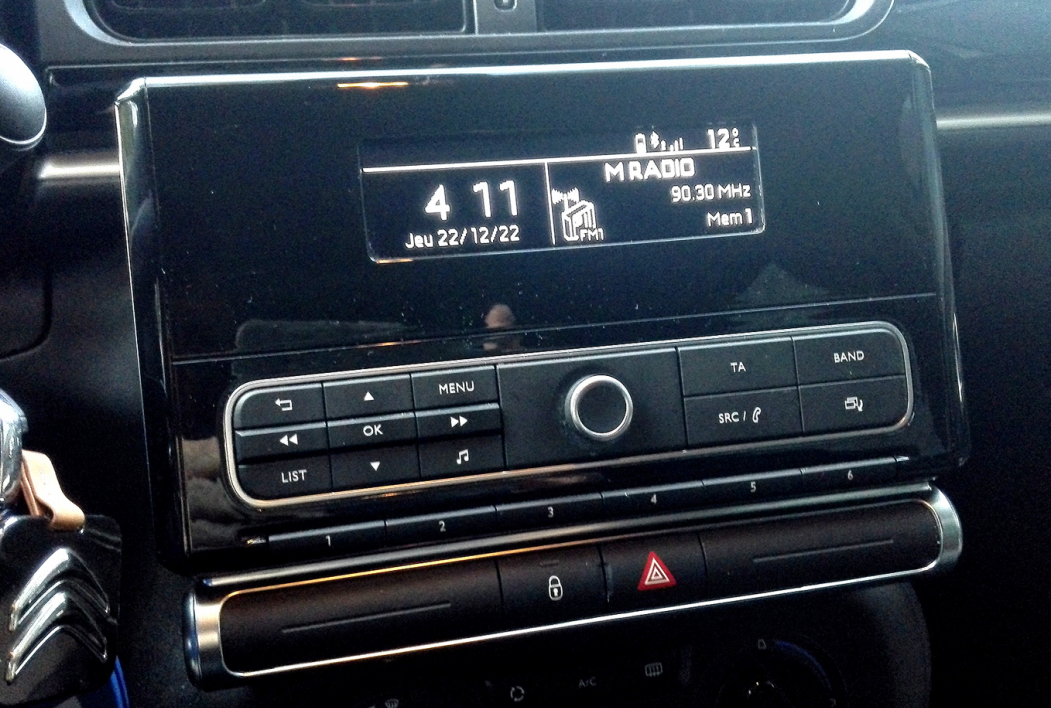 12°C
M RADIO
4 11
90.30 MHz
Jeu 22/12/22
FM1
Mem 1
TA
BAND
MENU
OK
SRC /
LIST
1 2 3 4 5 6
A/C